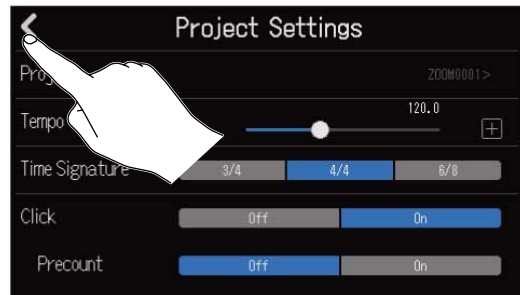 Project Settings
ZOOM0001>
Tempo
120.0
Time Signature
3/4
4/4
6/8
Click
Off
On
Precount
Off
On